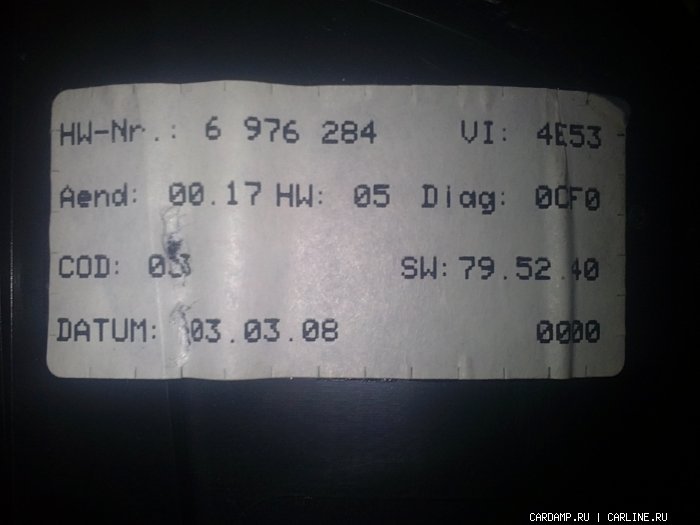 HW-Nr.: 6 976 284 VI: 4E53
Aend: 00.17 HW: 05 Diag: 0CF0
COD: 03 SW: 79.52.40
DATUM: 03.03.08 0000
CARDAMP.RU | CARLINE.RU